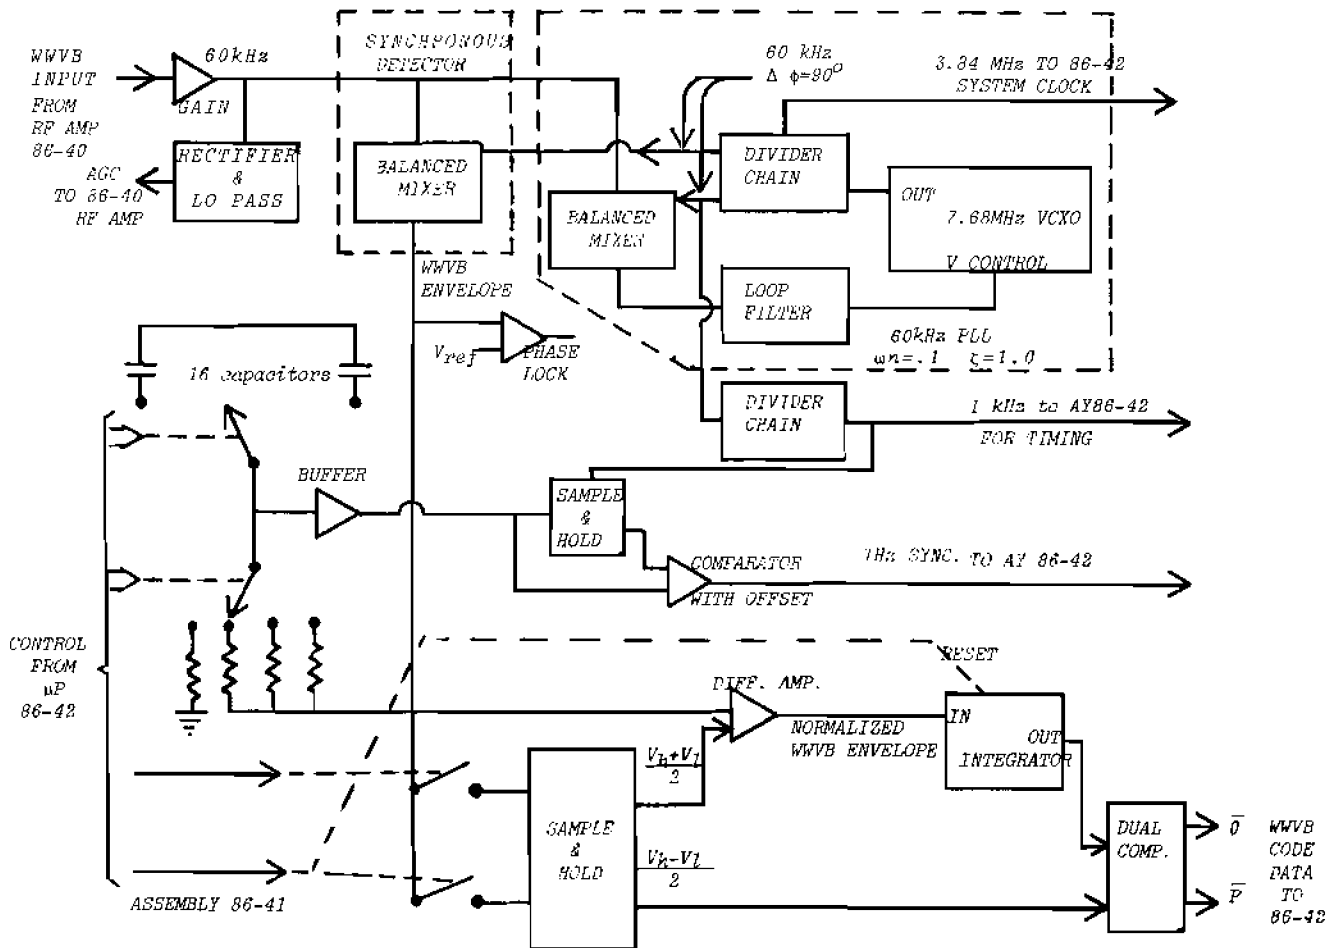 WWVB
INPUT
FROM
RF AMP
86-40
60kHz
GAIN
RECTIFIER
&
LO PASS
AGC
TO 86-40
RF AMP
SYNCHPONOUS
DETECTOR
BALANCED
MIXER
WWVB
ENVELOPE
60 kHz
Δ φ=90°
3.84 MHz TO 86-42
SYSTEM CLOCK
DIVIDER
CHAIN
BALANCED
MIXER
OUT
7.68MHz VCXO
V CONTROL
LOOP
FILTER
60kHz PLL
ωn=.1 ζ=1.0
Vref
PHASE
LOCK
16 capacitors
DIVIDER
CHAIN
1 kHz to AY86-42
FOR TIMING
BUFFER
SAMPLE
&
HOLD
COMPARATOR
WITH OFFSET
1Hz SYNC. TO AY 86-42
CONTROL
FROM
μP
86-42
RESET
DIFF. AMP.
NORMALIZED
WWVB ENVELOPE
IN
OUT
INTEGRATOR
Vh+Vl
2
SAMPLE
&
HOLD
Vh-Vl
2
DUAL
COMP.
O̅
P̅
WWVB
CODE
DATA
TO
86-42
ASSEMBLY 86-41